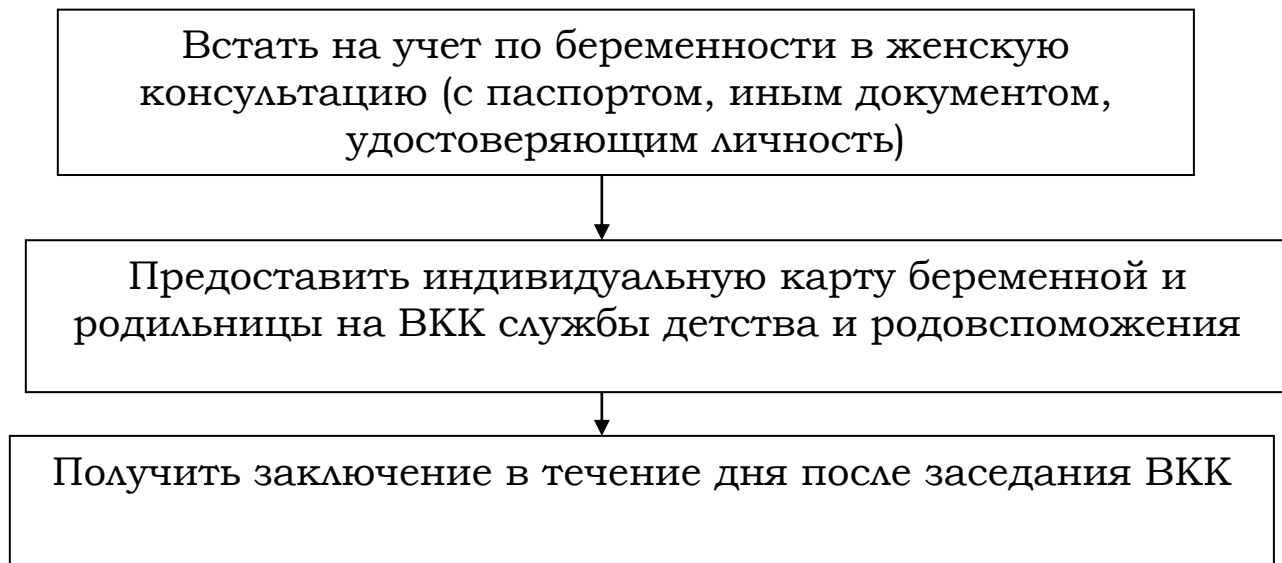 Встать на учет по беременности в женскую
консультацию (с паспортом, иным документом,
удостоверяющим личность)
Предоставить индивидуальную карту беременной и
родильницы на ВКК службы детства и родовспоможения
Получить заключение в течение дня после заседания ВКК